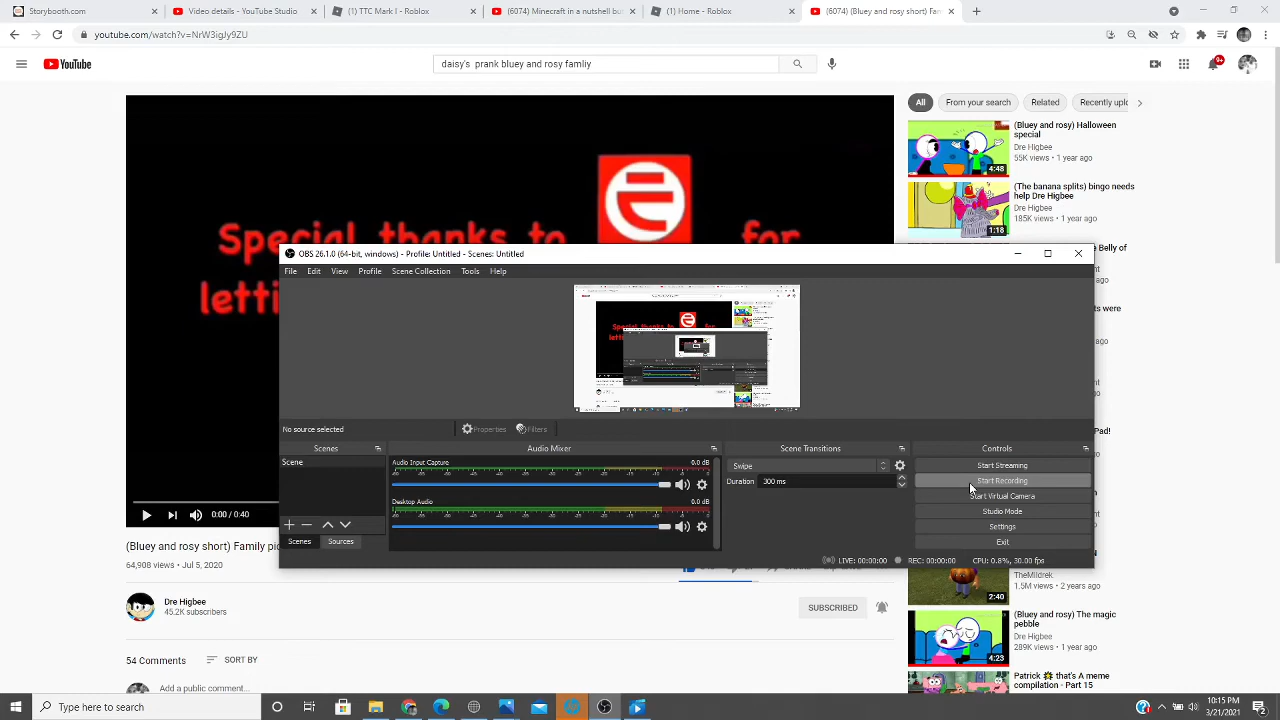 Storybooth.com
Video details - YouTube Studio
TTC Mark II - Roblox
(6074) Minecraft in a nutshell but
(1) Home - Roblox
(6074) (Bluey and rosy short) Fam
youtube.com/watch?v=NrW3igIy9ZU
YouTube
daisy's. prank bluey and rosy famliy
9+
All
From your search
Related
Recently uplo
Special thanks to
for
letti
(Bluey and rosy) Halloween
special
Dre Higbee
55K views • 1 year ago
4:48
(The banana splits) bingo needs
help Dre Higbee
185K views • 1 year ago
1:18
Belly of
OBS 26.1.0 (64-bit, windows) - Profile: Untitled - Scenes: Untitled
File
Edit
View
Profile
Scene Collection
Tools
Help
No source selected
Properties
Filters
Scenes
Audio Mixer
Scene Transitions
Controls
Scene
Audio Input Capture
0.0 dB
Desktop Audio
0.0 dB
Swipe
Duration
300 ms
Start Streaming
Start Recording
Start Virtual Camera
Studio Mode
Settings
Exit
Scenes
Sources
LIVE: 00:00:00
REC: 00:00:00
CPU: 0.8%, 30.00 fps
0:00 / 0:40
(Bluey and rosy short) Family pic
64,908 views • Jul 5, 2020
Dre Higbee
45.2K subscribers
SUBSCRIBED
54 Comments
SORT BY
Add a public comment...
Pad!
TheMildrek.
1.5M views • 2 years ago
2:40
(Bluey and rosy) The magic
pebble
Dre Higbee
289K views • 1 year ago
4:23
Patrick that's A meme
compilation - Part 15
Type here to search
10:15 PM
3/21/2021
2